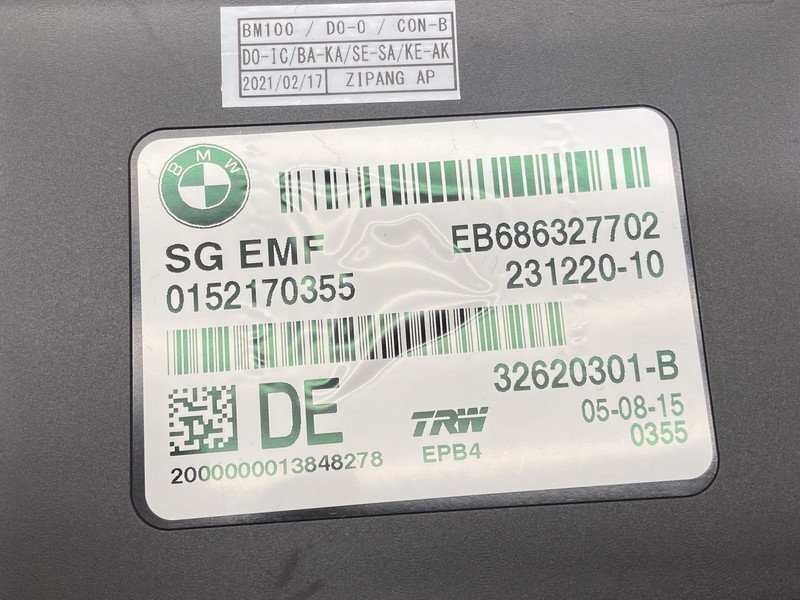 BM100 / DO-O / CON-B
DO-IC/BA-KA/SE-SA/KE-AK
2021/02/17 ZIPANG AP
BMW
SG EMF EB686327702
0152170355 231220-10
32620301-B
DE TRW 05-08-15
EPB4 0355
2000000013848278